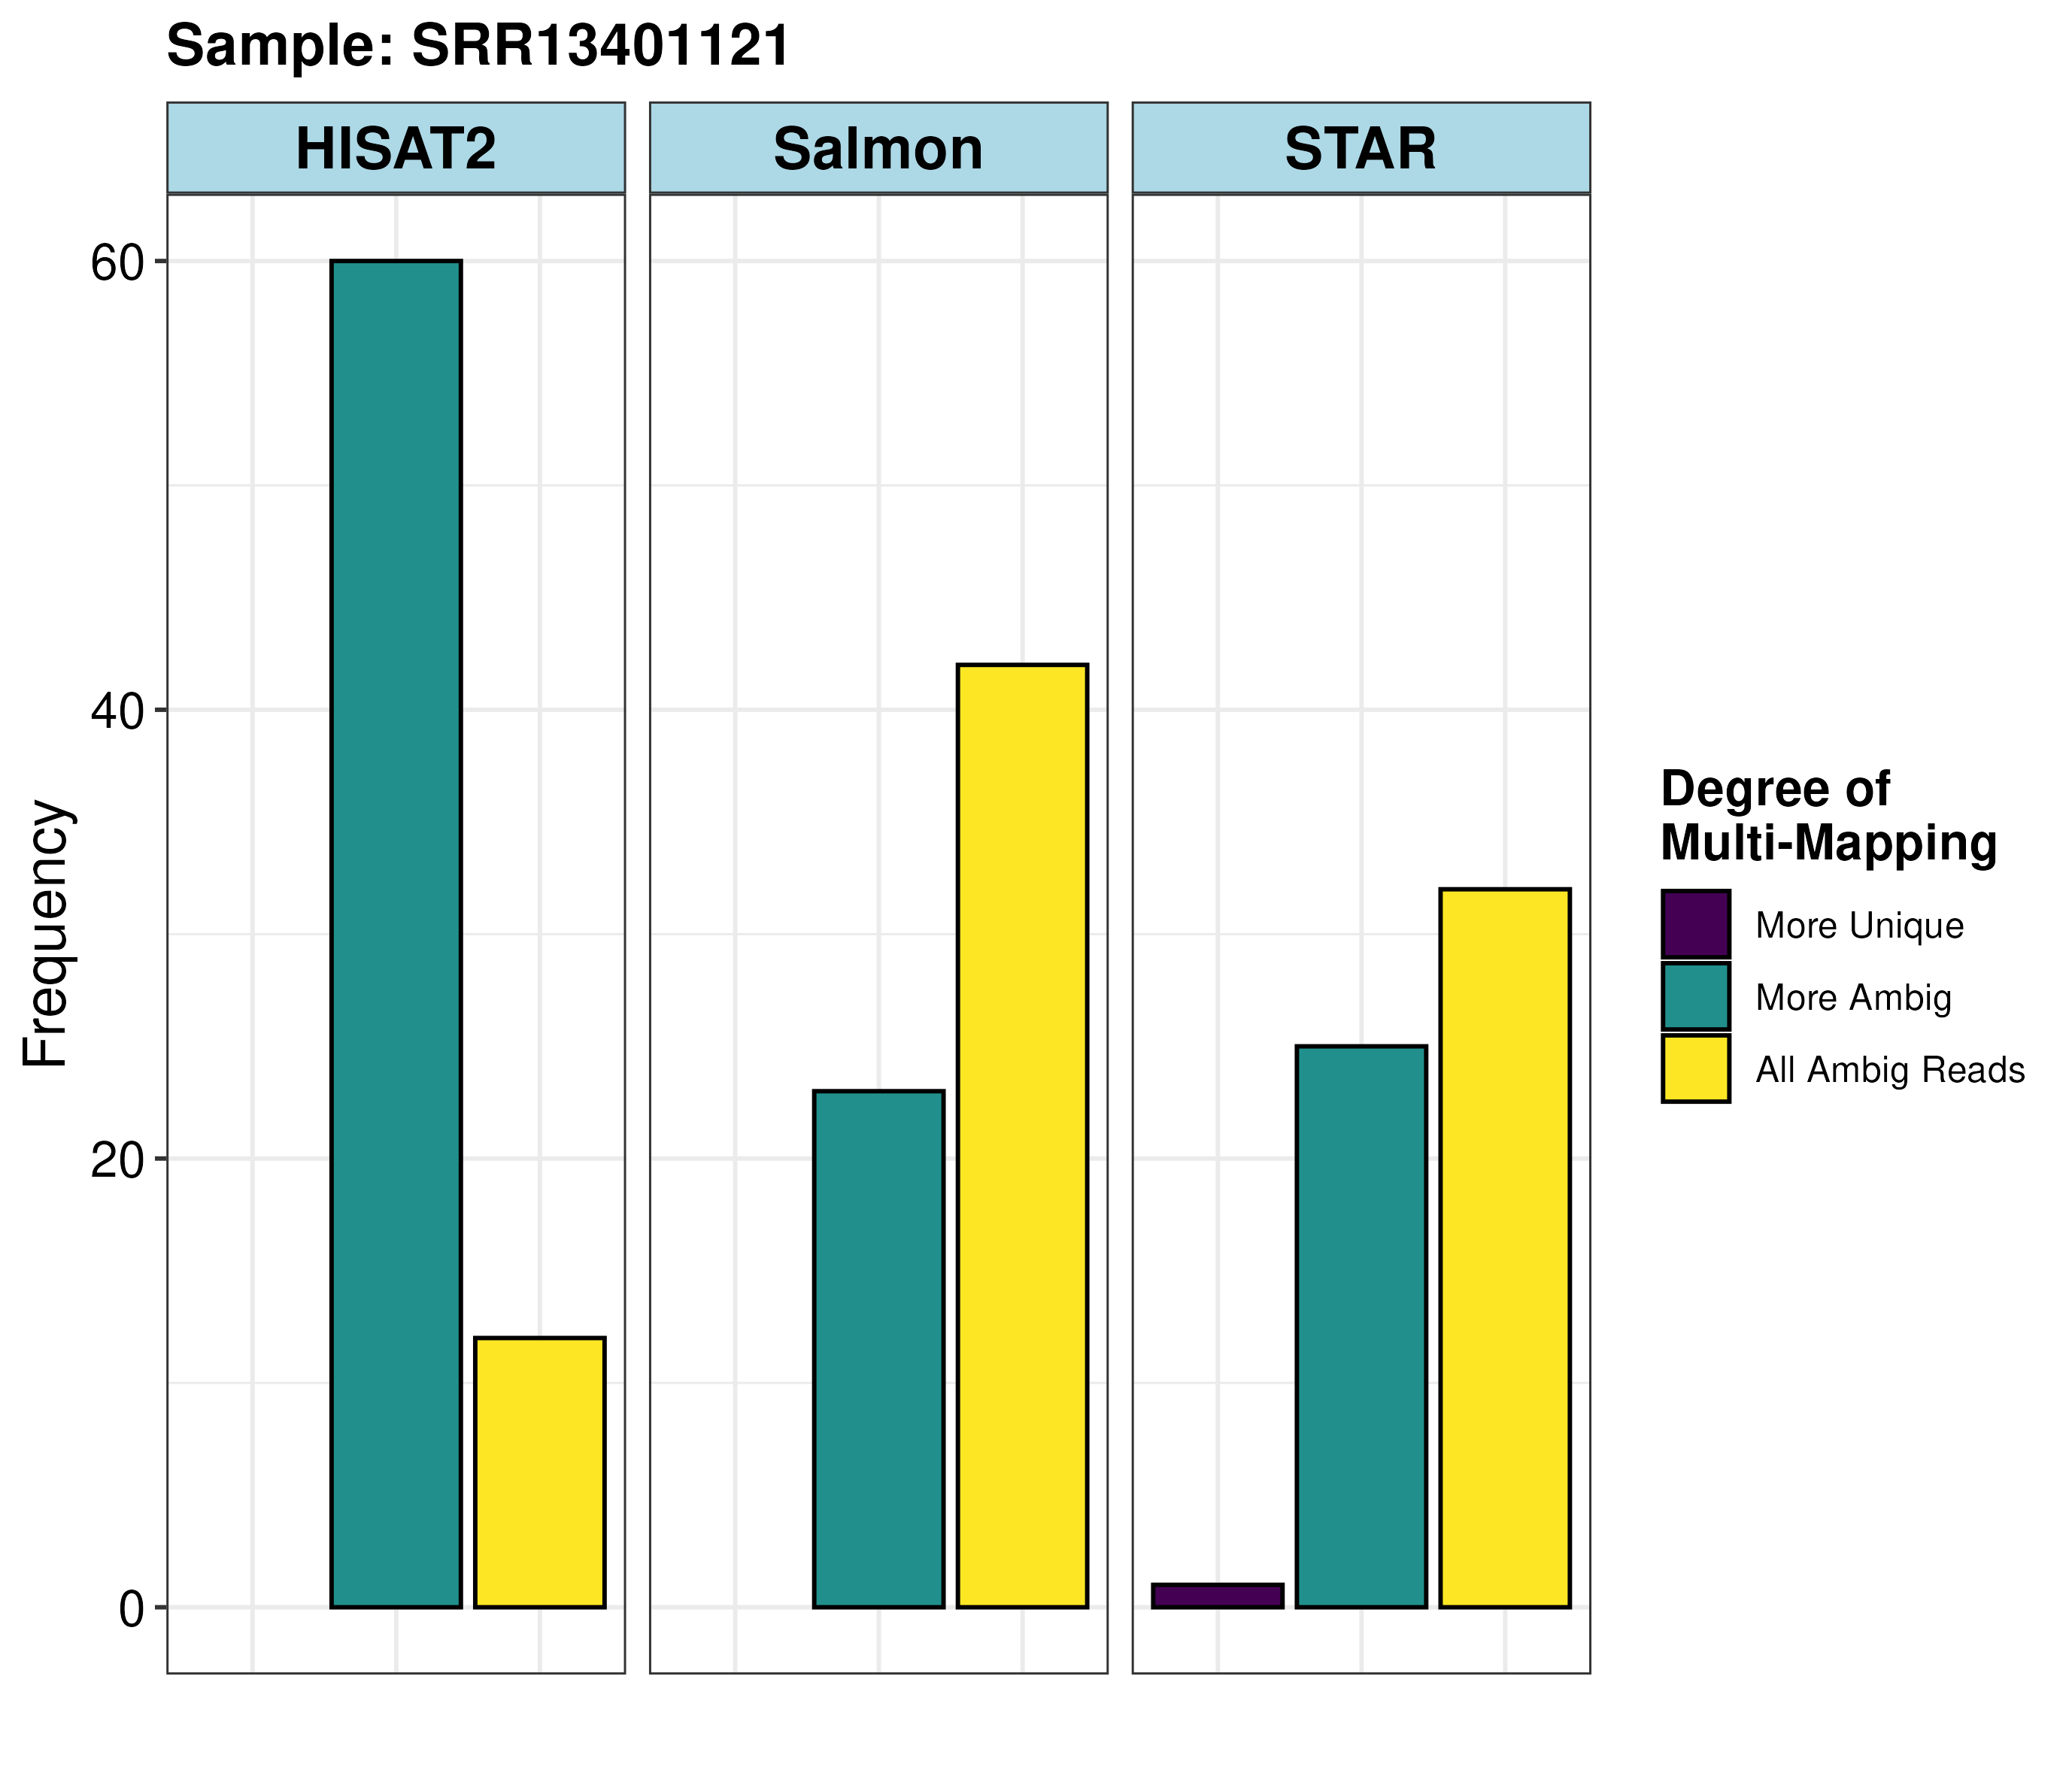 Sample: SRR13401121
HISAT2
Salmon
STAR
60
40
20
0
Frequency
Degree of
Multi-Mapping
More Unique
More Ambig
All Ambig Reads